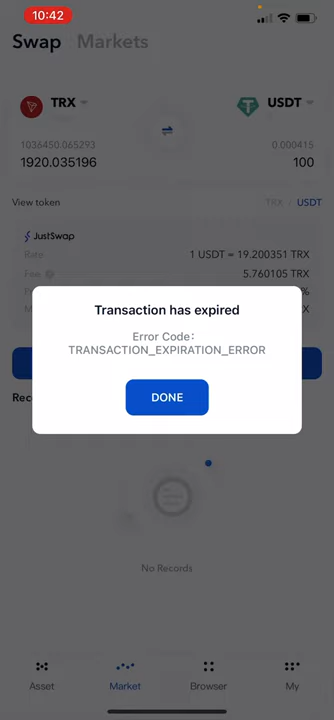 10:42
Swap Markets
TRX USDT
1036450.065293 0.000415
1920.035196 100
View token TRX / USDT
JustSwap
Rate 1 USDT = 19.200351 TRX
Fee 5.760105 TRX
%
Transaction has expired
Error Code:
TRANSACTION_EXPIRATION_ERROR
DONE
No Records
Asset Market Browser My